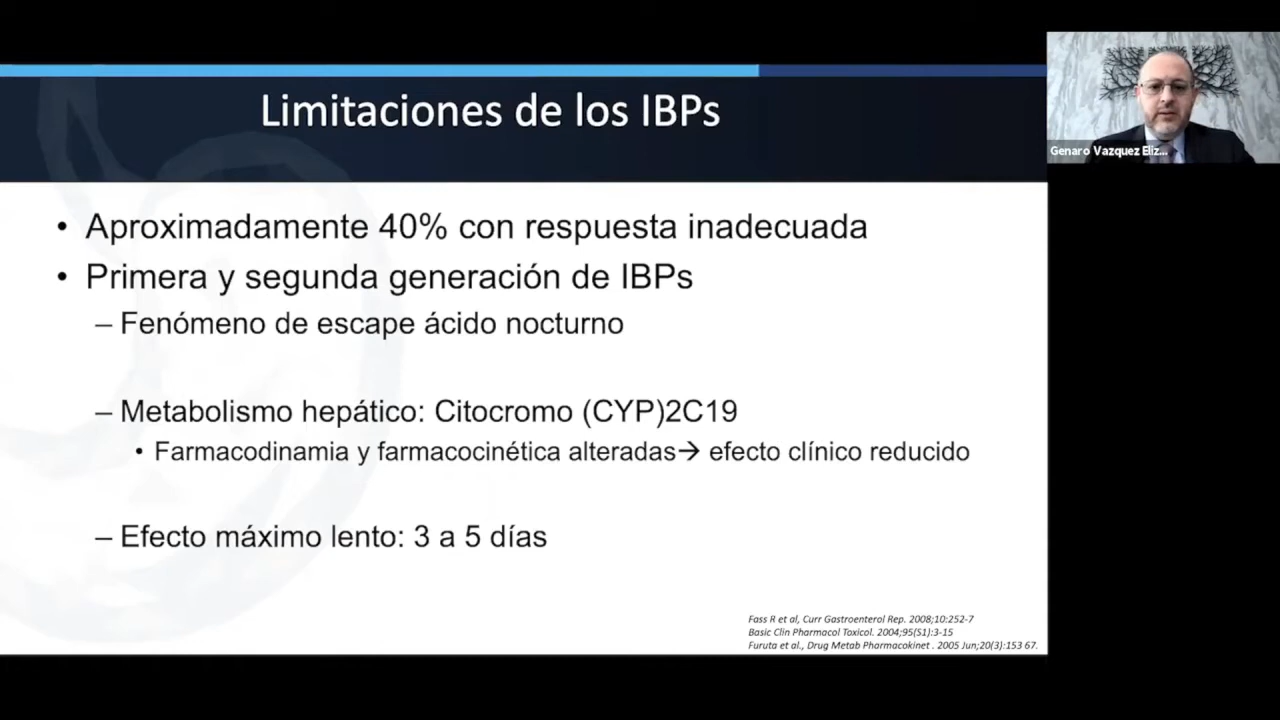 Limitaciones de los IBPs
Genaro Vazquez Eliz...
• Aproximadamente 40% con respuesta inadecuada
• Primera y segunda generación de IBPs
– Fenómeno de escape ácido nocturno
– Metabolismo hepático: Citocromo (CYP)2C19
• Farmacodinamia y farmacocinética alteradas→ efecto clínico reducido
– Efecto máximo lento: 3 a 5 días
Fass R et al, Curr Gastroenterol Rep. 2008;10:252-7
Basic Clin Pharmacol Toxicol. 2004;95(S1):3-15
Furuta et al., Drug Metab Pharmacokinet . 2005 Jun;20(3):153 67.